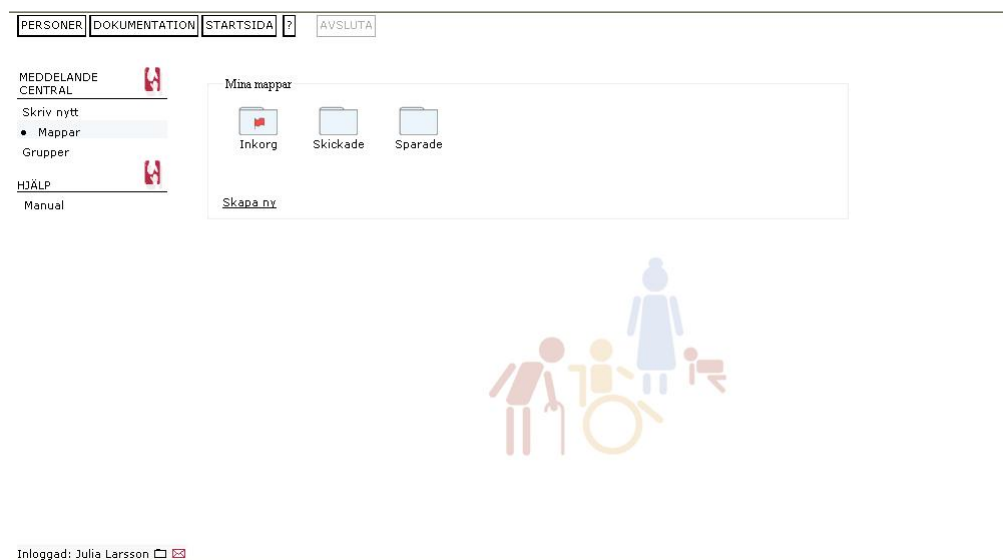 PERSONER DOKUMENTATION STARTSIDA ? AVSLUTA
MEDDELANDE
CENTRAL
Skriv nytt
Mappar
Grupper
HJÄLP
Manual
Mina mappar
Inkorg Skickade Sparade
Skapa ny
Inloggad: Julia Larsson